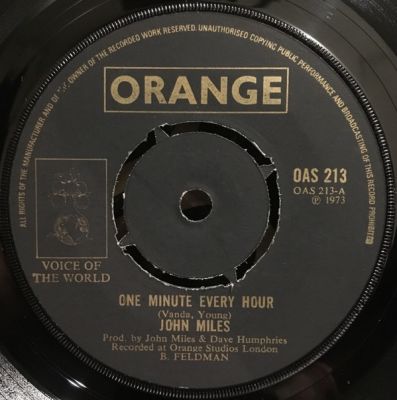 ALL RIGHTS OF THE MANUFACTURER AND OF THE OWNER OF THE RECORDED WORK RESERVED. UNAUTHORISED COPYING PUBLIC PERFORMANCE AND BROADCASTING OF THIS RECORD PROHIBITED
ORANGE
OAS 213
OAS 213-A
℗ 1973
VOICE OF
THE WORLD
ONE MINUTE EVERY HOUR
(Vanda, Young)
JOHN MILES
Prod. by John Miles & Dave Humphries
Recorded at Orange Studios London
B. FELDMAN